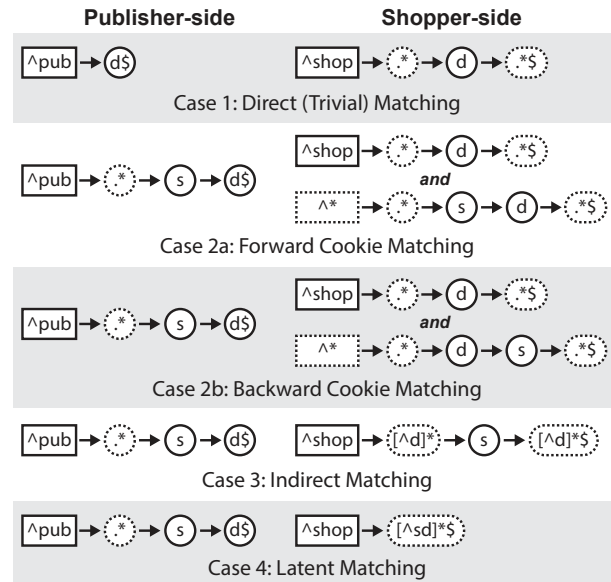 Publisher-side Shopper-side
^pub d$ ^shop .* d .*$
Case 1: Direct (Trivial) Matching
^shop .* d .*$
^pub .* s d$ and
^* .* s d .*$
Case 2a: Forward Cookie Matching
^shop .* d .*$
^pub .* s d$ and
^* .* d s .*$
Case 2b: Backward Cookie Matching
^pub .* s d$ ^shop [^d]* s [^d]*$
Case 3: Indirect Matching
^pub .* s d$ ^shop [^sd]*$
Case 4: Latent Matching